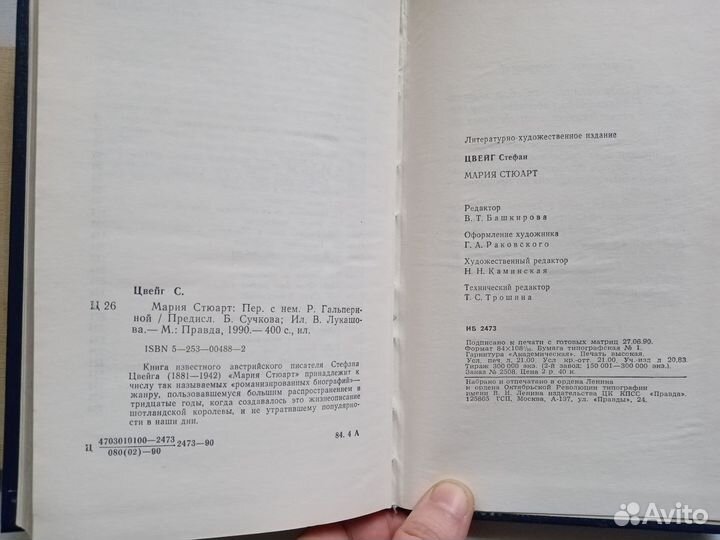 Цвейг С.
Ц 26
Мария Стюарт: Пер. с нем. Р. Гальпери-
ной / Предисл. Б. Сучкова; Ил. В. Лукашо-
ва.— М.: Правда, 1990.— 400 с., ил.
ISBN 5—253—00488—2
Книга известного австрийского писателя Стефана
Цвейга (1881—1942) «Мария Стюарт» принадлежит к
числу так называемых «романизированных биографий»—
жанру, пользовавшемуся большим распространением в
тридцатые годы, когда создавалось это жизнеописание
шотландской королевы, и не утратившему популярно-
сти в наши дни.
Ц 4703010100—2473 2473—90
080(02)—90
84. 4 А
Литературно-художественное издание
ЦВЕЙГ Стефан
МАРИЯ СТЮАРТ
Редактор
В. Т. Башкирова
Оформление художника
Г. А. Раковского
Художественный редактор
Н. Н. Каминская
Технический редактор
Т. С. Трошина
ИБ 2473
Подписано к печати с готовых матриц 27.06.90.
Формат 84×108¹/₃₂. Бумага типографская № 1.
Гарнитура «Академическая». Печать высокая.
Усл. печ. л. 21,00. Усл. кр.-отт. 21,00. Уч.-изд. л. 20,83.
Тираж 300 000 экз. (2-й завод: 150 001—300 000 экз.).
Заказ № 2508. Цена 2 р. 40 к.
Набрано и отпечатано в ордена Ленина
и ордена Октябрьской Революции типографии
имени В. И. Ленина издательства ЦК КПСС «Правда».
125865 ГСП, Москва, А-137, ул. «Правды», 24.
Avito